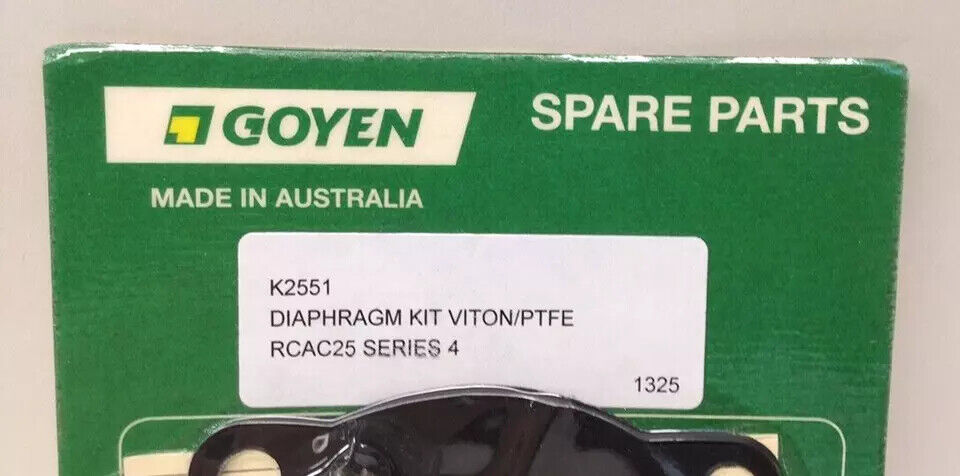 GOYEN
SPARE PARTS
MADE IN AUSTRALIA
K2551
DIAPHRAGM KIT VITON/PTFE
RCAC25 SERIES 4
1325